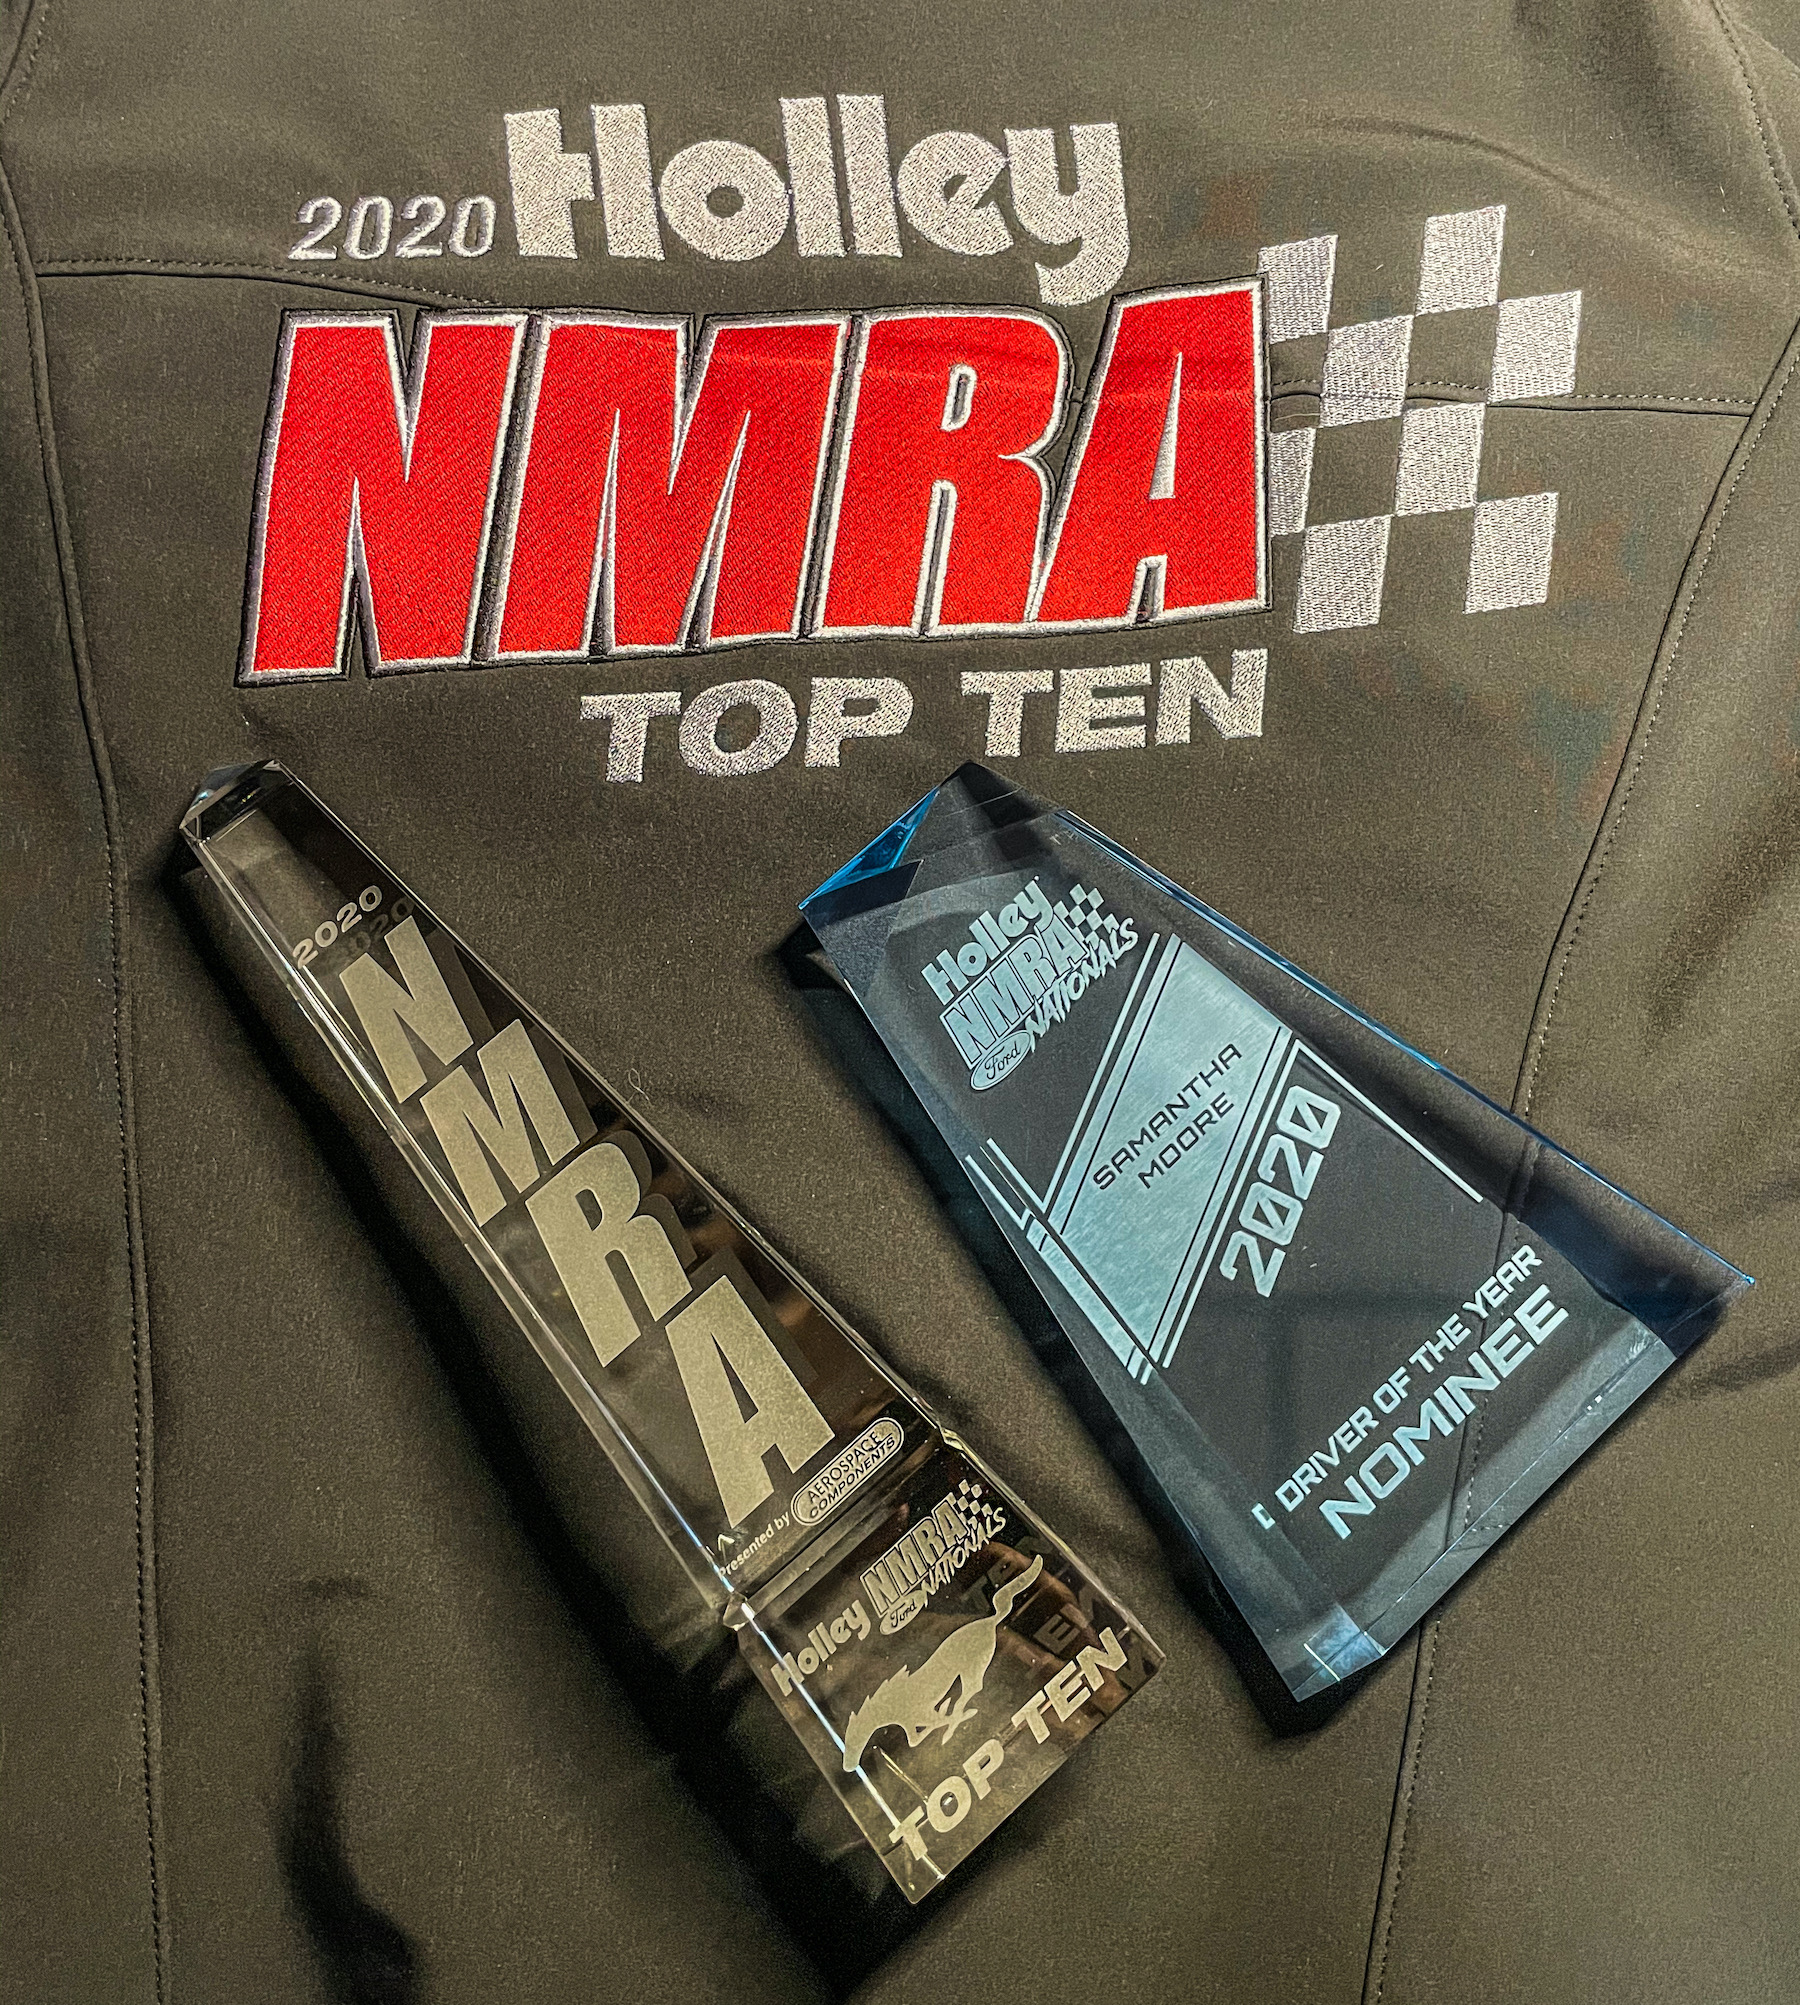 2020 Holley
NMRA
TOP TEN
2020
NMRA
Presented by
AEROSPACE
COMPONENTS
Holley
NMRA
Ford NATIONALS
TOP TEN
Holley
NMRA
Ford NATIONALS
SAMANTHA
MOORE
2020
DRIVER OF THE YEAR
NOMINEE